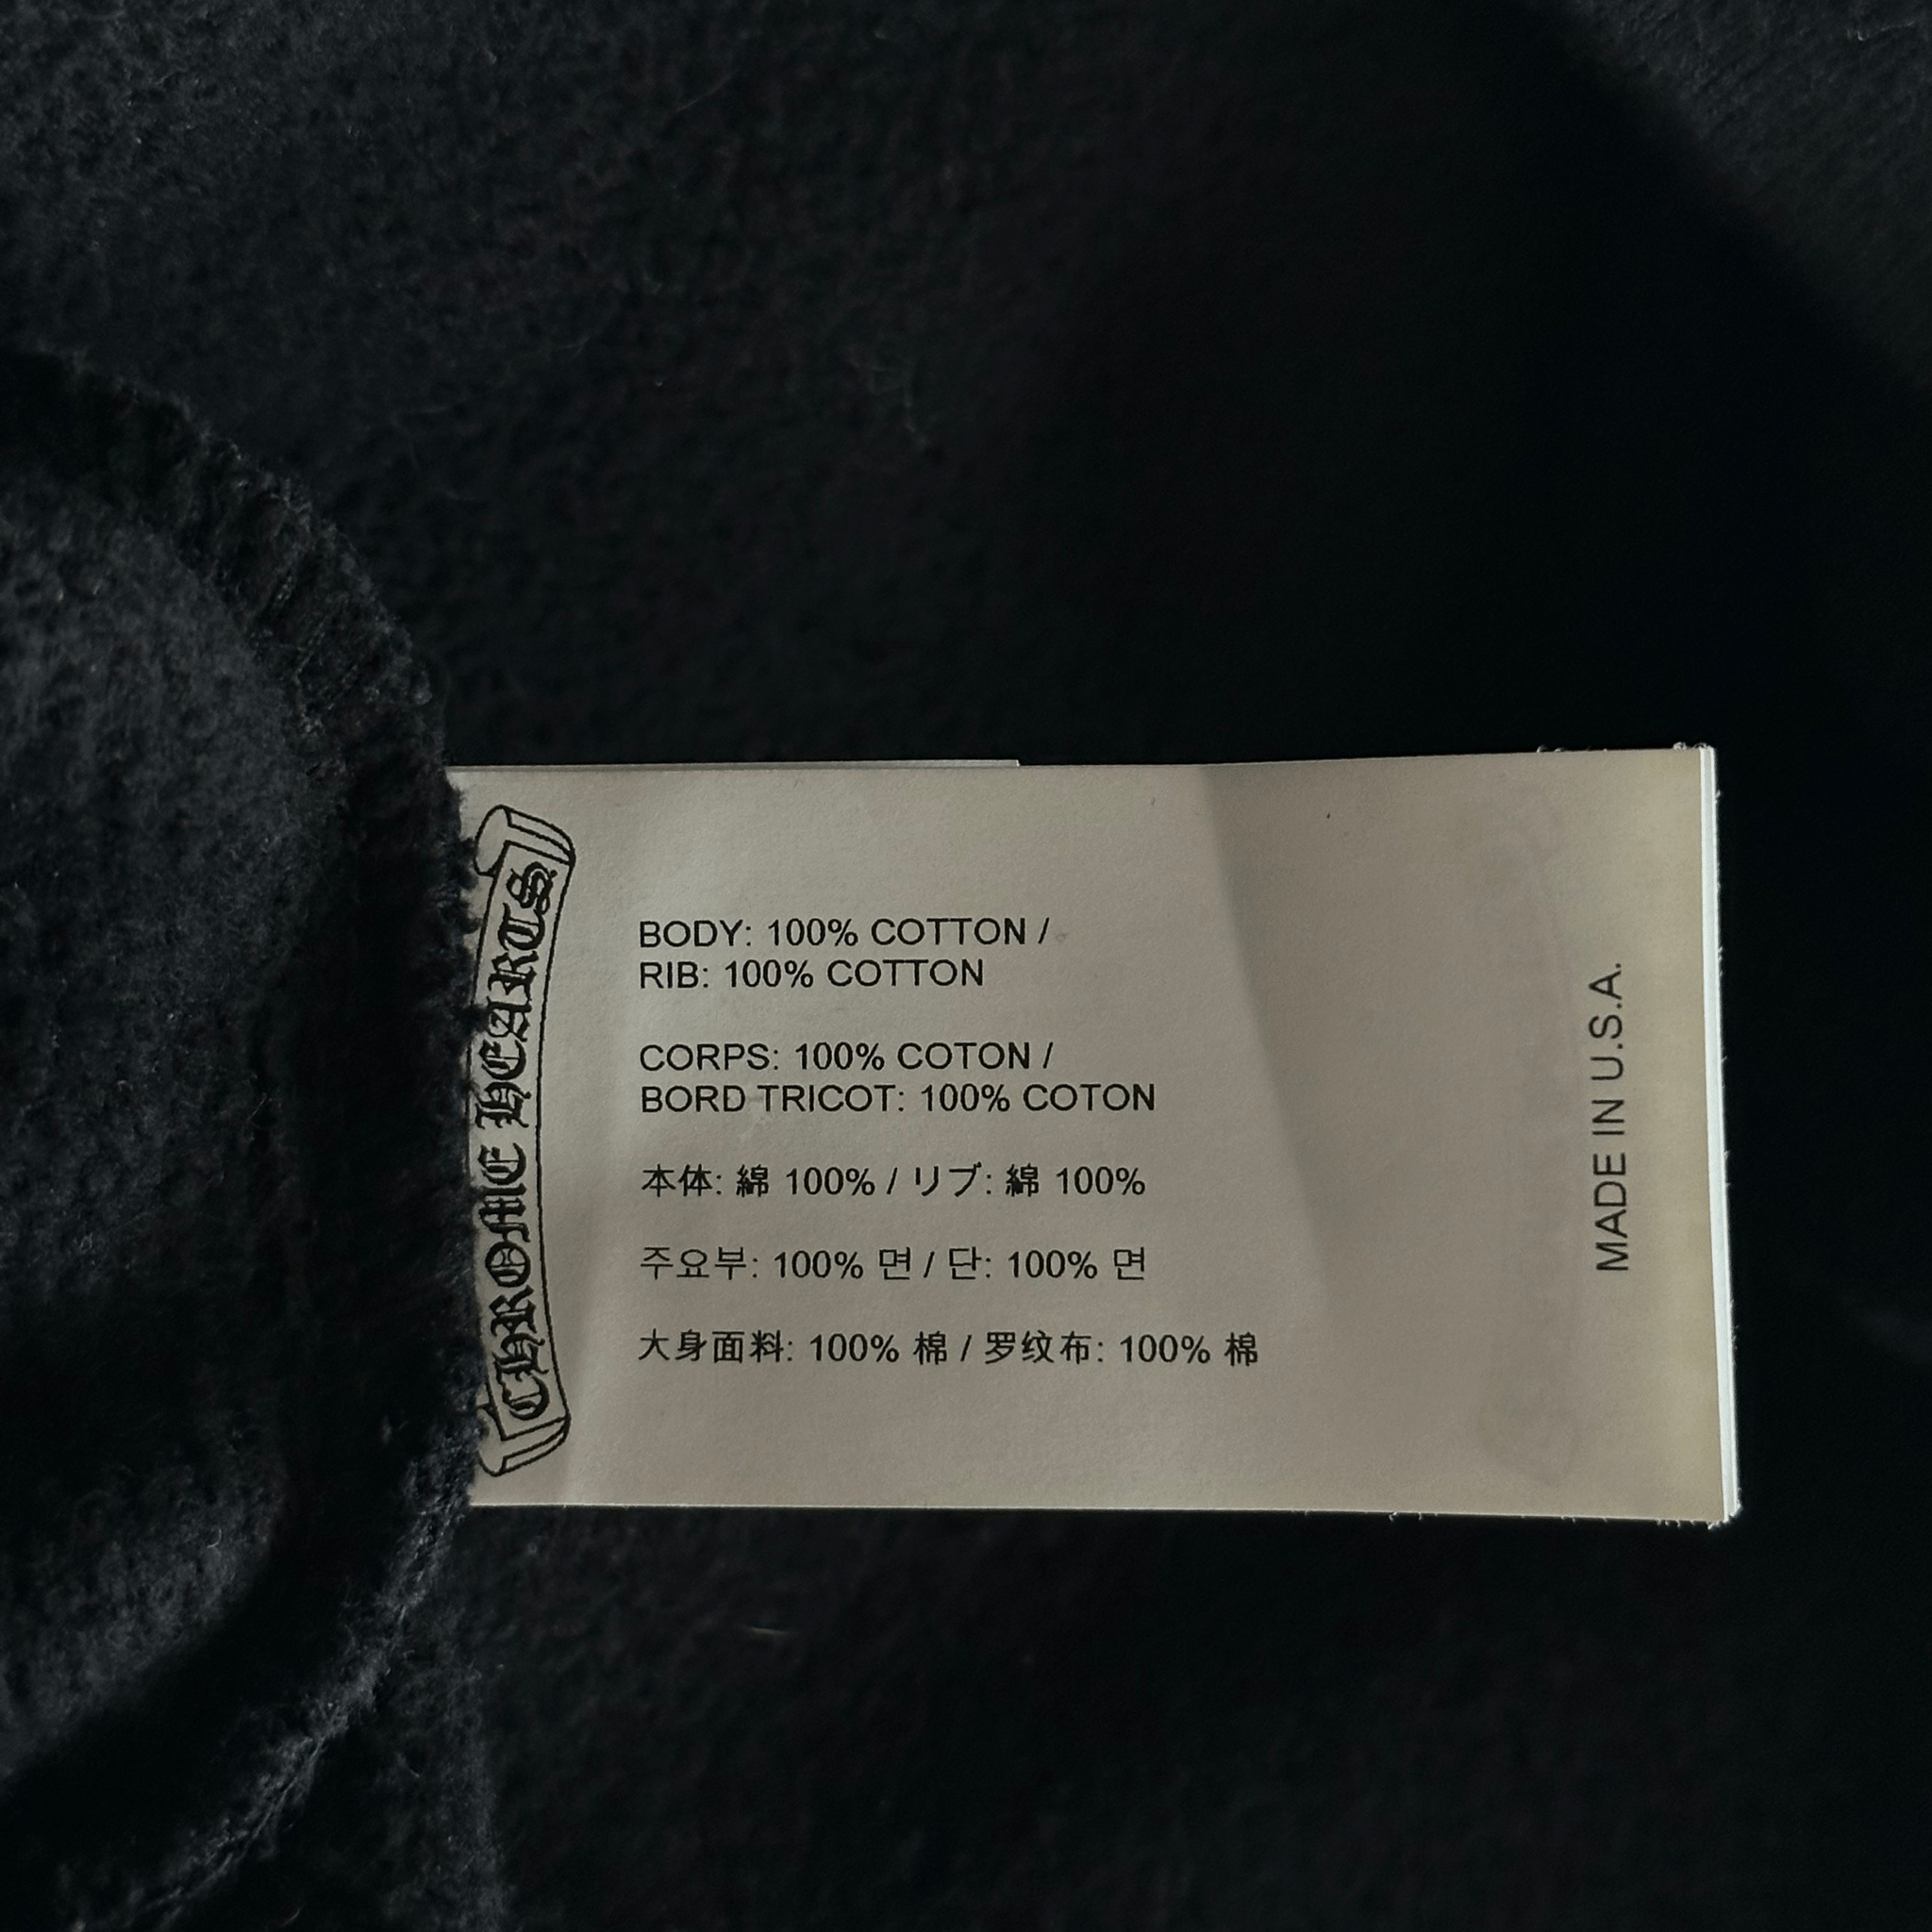 CHROME HEARTS
BODY: 100% COTTON /
RIB: 100% COTTON
CORPS: 100% COTON /
BORD TRICOT: 100% COTON
本体: 綿 100% / リブ: 綿 100%
주요부: 100% 면 / 단: 100% 면
大身面料: 100% 棉 / 罗纹布: 100% 棉
MADE IN U.S.A.